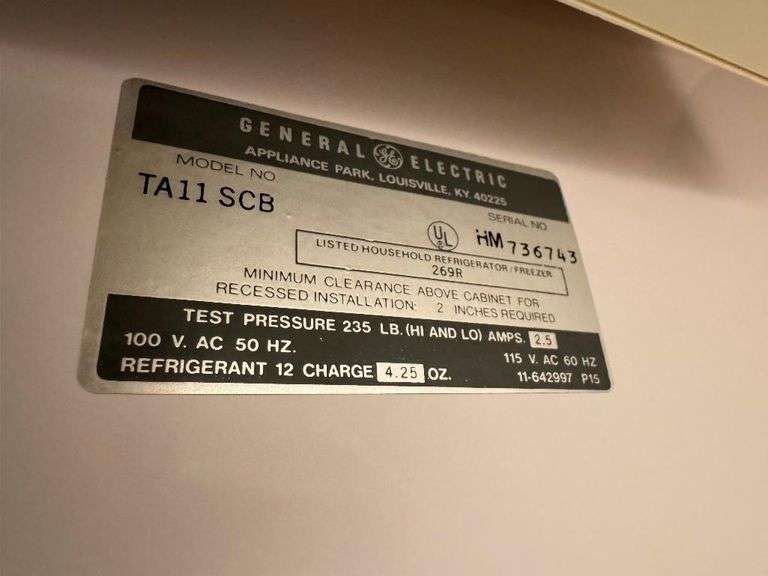 GENERAL GE ELECTRIC
APPLIANCE PARK, LOUISVILLE, KY. 40225
MODEL NO
TA11 SCB
SERIAL NO
UL HM 736743
LISTED HOUSEHOLD REFRIGERATOR/FREEZER
269R
MINIMUM CLEARANCE ABOVE CABINET FOR
RECESSED INSTALLATION: 2 INCHES REQUIRED
TEST PRESSURE 235 LB. (HI AND LO) AMPS. 2.5
100 V. AC 50 HZ. 115 V. AC 60 HZ
REFRIGERANT 12 CHARGE 4.25 OZ. 11-642997 P15